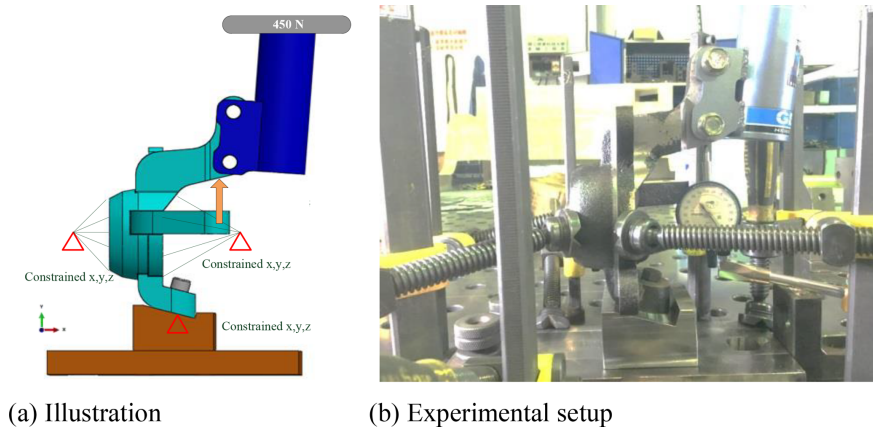 450 N
Constrained x,y,z
Constrained x,y,z
Constrained x,y,z
Y
X
(a) Illustration
(b) Experimental setup